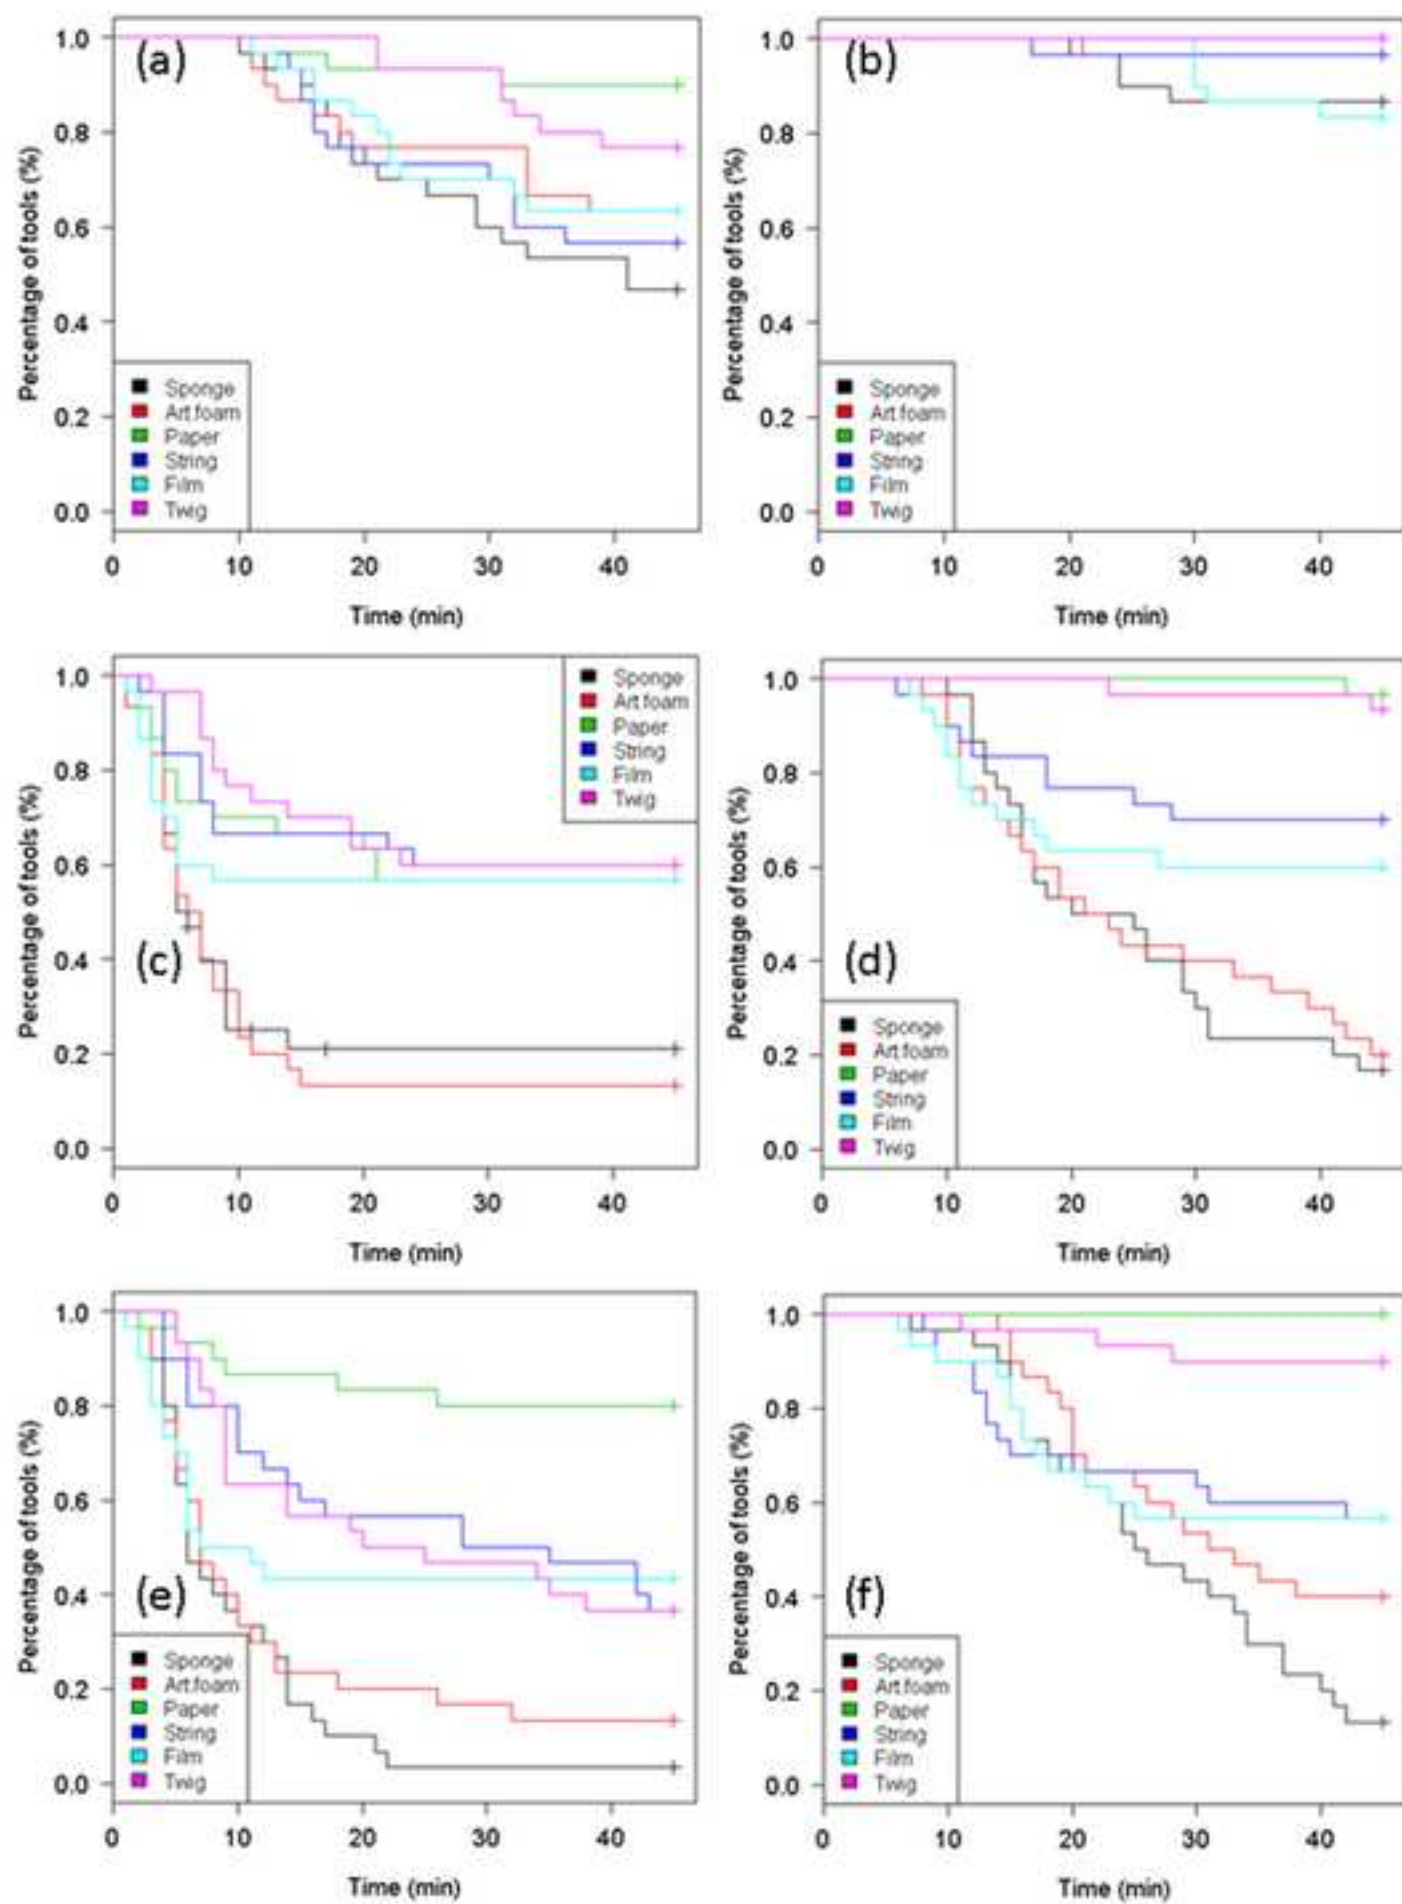 (a)
Percentage of tools (%)
1.0
0.8
0.6
0.4
0.2
0.0
Sponge
Art foam
Paper
String
Film
Twig
0 10 20 30 40
Time (min)
(b)
Percentage of tools (%)
1.0
0.8
0.6
0.4
0.2
0.0
Sponge
Art foam
Paper
String
Film
Twig
0 10 20 30 40
Time (min)
(c)
Percentage of tools (%)
1.0
0.8
0.6
0.4
0.2
0.0
Sponge
Art foam
Paper
String
Film
Twig
0 10 20 30 40
Time (min)
(d)
Percentage of tools (%)
1.0
0.8
0.6
0.4
0.2
0.0
Sponge
Art foam
Paper
String
Film
Twig
0 10 20 30 40
Time (min)
(e)
Percentage of tools (%)
1.0
0.8
0.6
0.4
0.2
0.0
Sponge
Art foam
Paper
String
Film
Twig
0 10 20 30 40
Time (min)
(f)
Percentage of tools (%)
1.0
0.8
0.6
0.4
0.2
0.0
Sponge
Art foam
Paper
String
Film
Twig
0 10 20 30 40
Time (min)